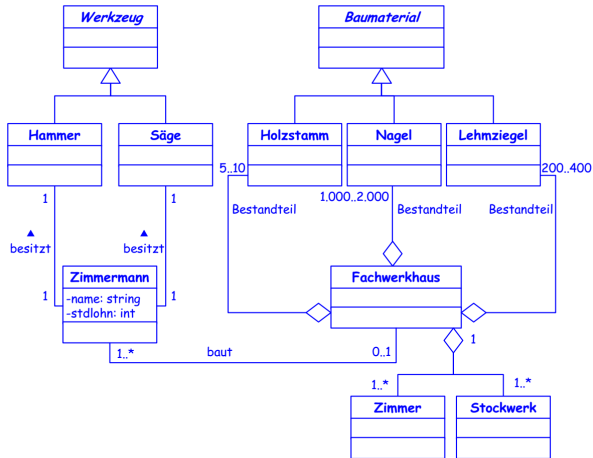 Werkzeug
Baumaterial
Hammer
Säge
Holzstamm
Nagel
Lehmziegel
5..10
200..400
1
1
1.000..2.000
Bestandteil
Bestandteil
Bestandteil
▲
▲
besitzt
besitzt
Zimmermann
Fachwerkhaus
1
1
-name: string
-stdlohn: int
1
1..*
baut
0..1
1..*
1..*
Zimmer
Stockwerk